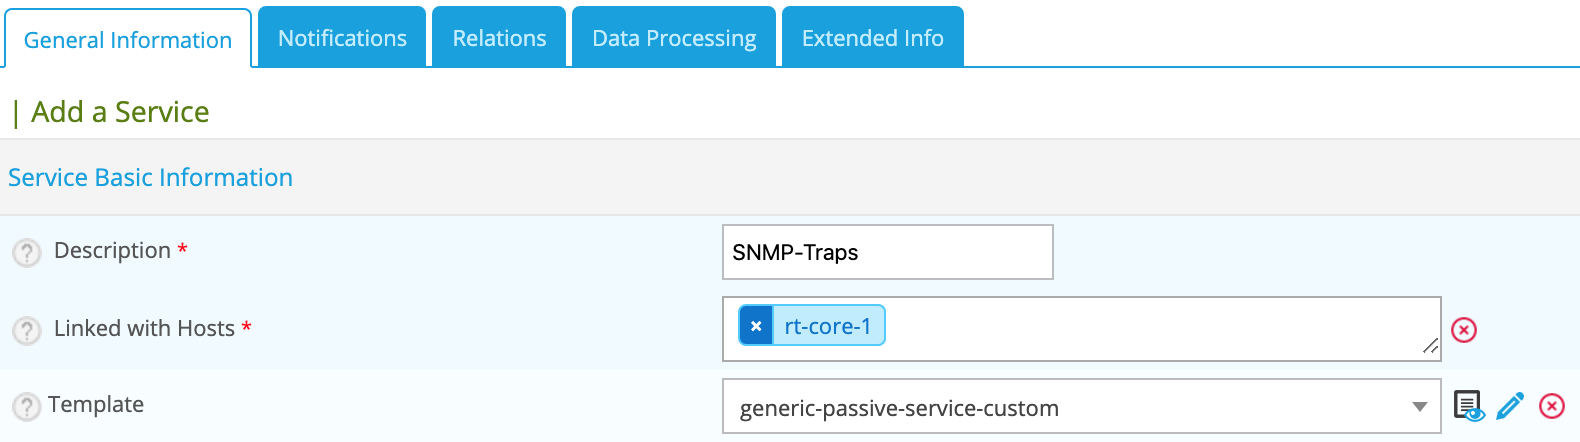 General Information Notifications Relations Data Processing Extended Info
| Add a Service
Service Basic Information
? Description * SNMP-Traps
? Linked with Hosts * × rt-core-1
? Template generic-passive-service-custom